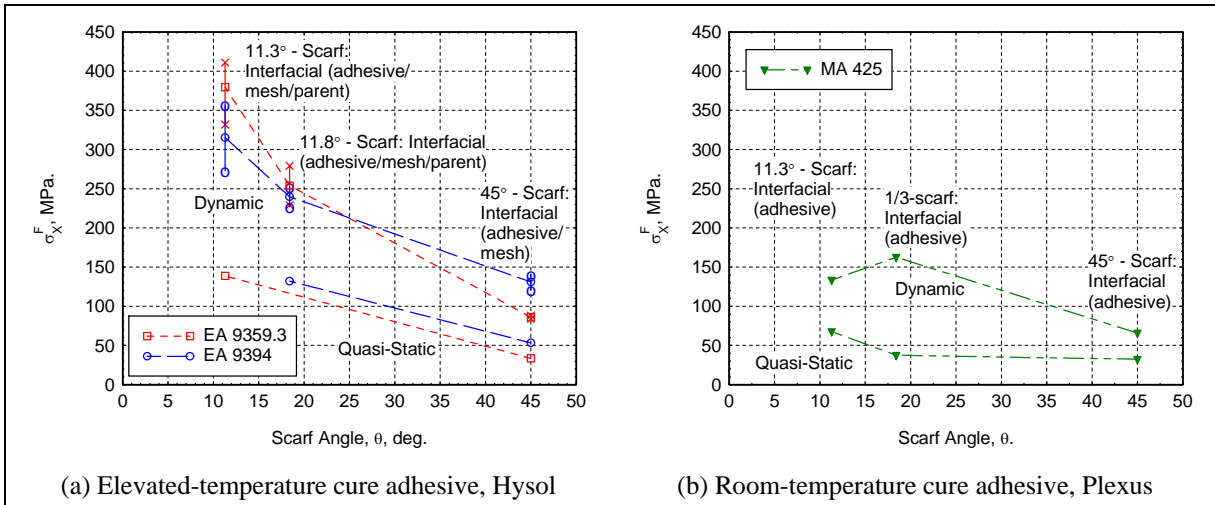 450
400
350
300
250
200
150
100
50
0
0 5 10 15 20 25 30 35 40 45 50
σX^F, MPa.
Scarf Angle, θ, deg.
11.3° - Scarf:
Interfacial (adhesive/
mesh/parent)
11.8° - Scarf: Interfacial
(adhesive/mesh/parent)
45° - Scarf:
Interfacial
(adhesive/
mesh)
Dynamic
Quasi-Static
EA 9359.3
EA 9394
(a) Elevated-temperature cure adhesive, Hysol
450
400
350
300
250
200
150
100
50
0
0 5 10 15 20 25 30 35 40 45 50
σX^F, MPa.
Scarf Angle, θ.
MA 425
11.3° - Scarf:
Interfacial
(adhesive)
1/3-scarf:
Interfacial
(adhesive)
45° - Scarf:
Interfacial
(adhesive)
Dynamic
Quasi-Static
(b) Room-temperature cure adhesive, Plexus